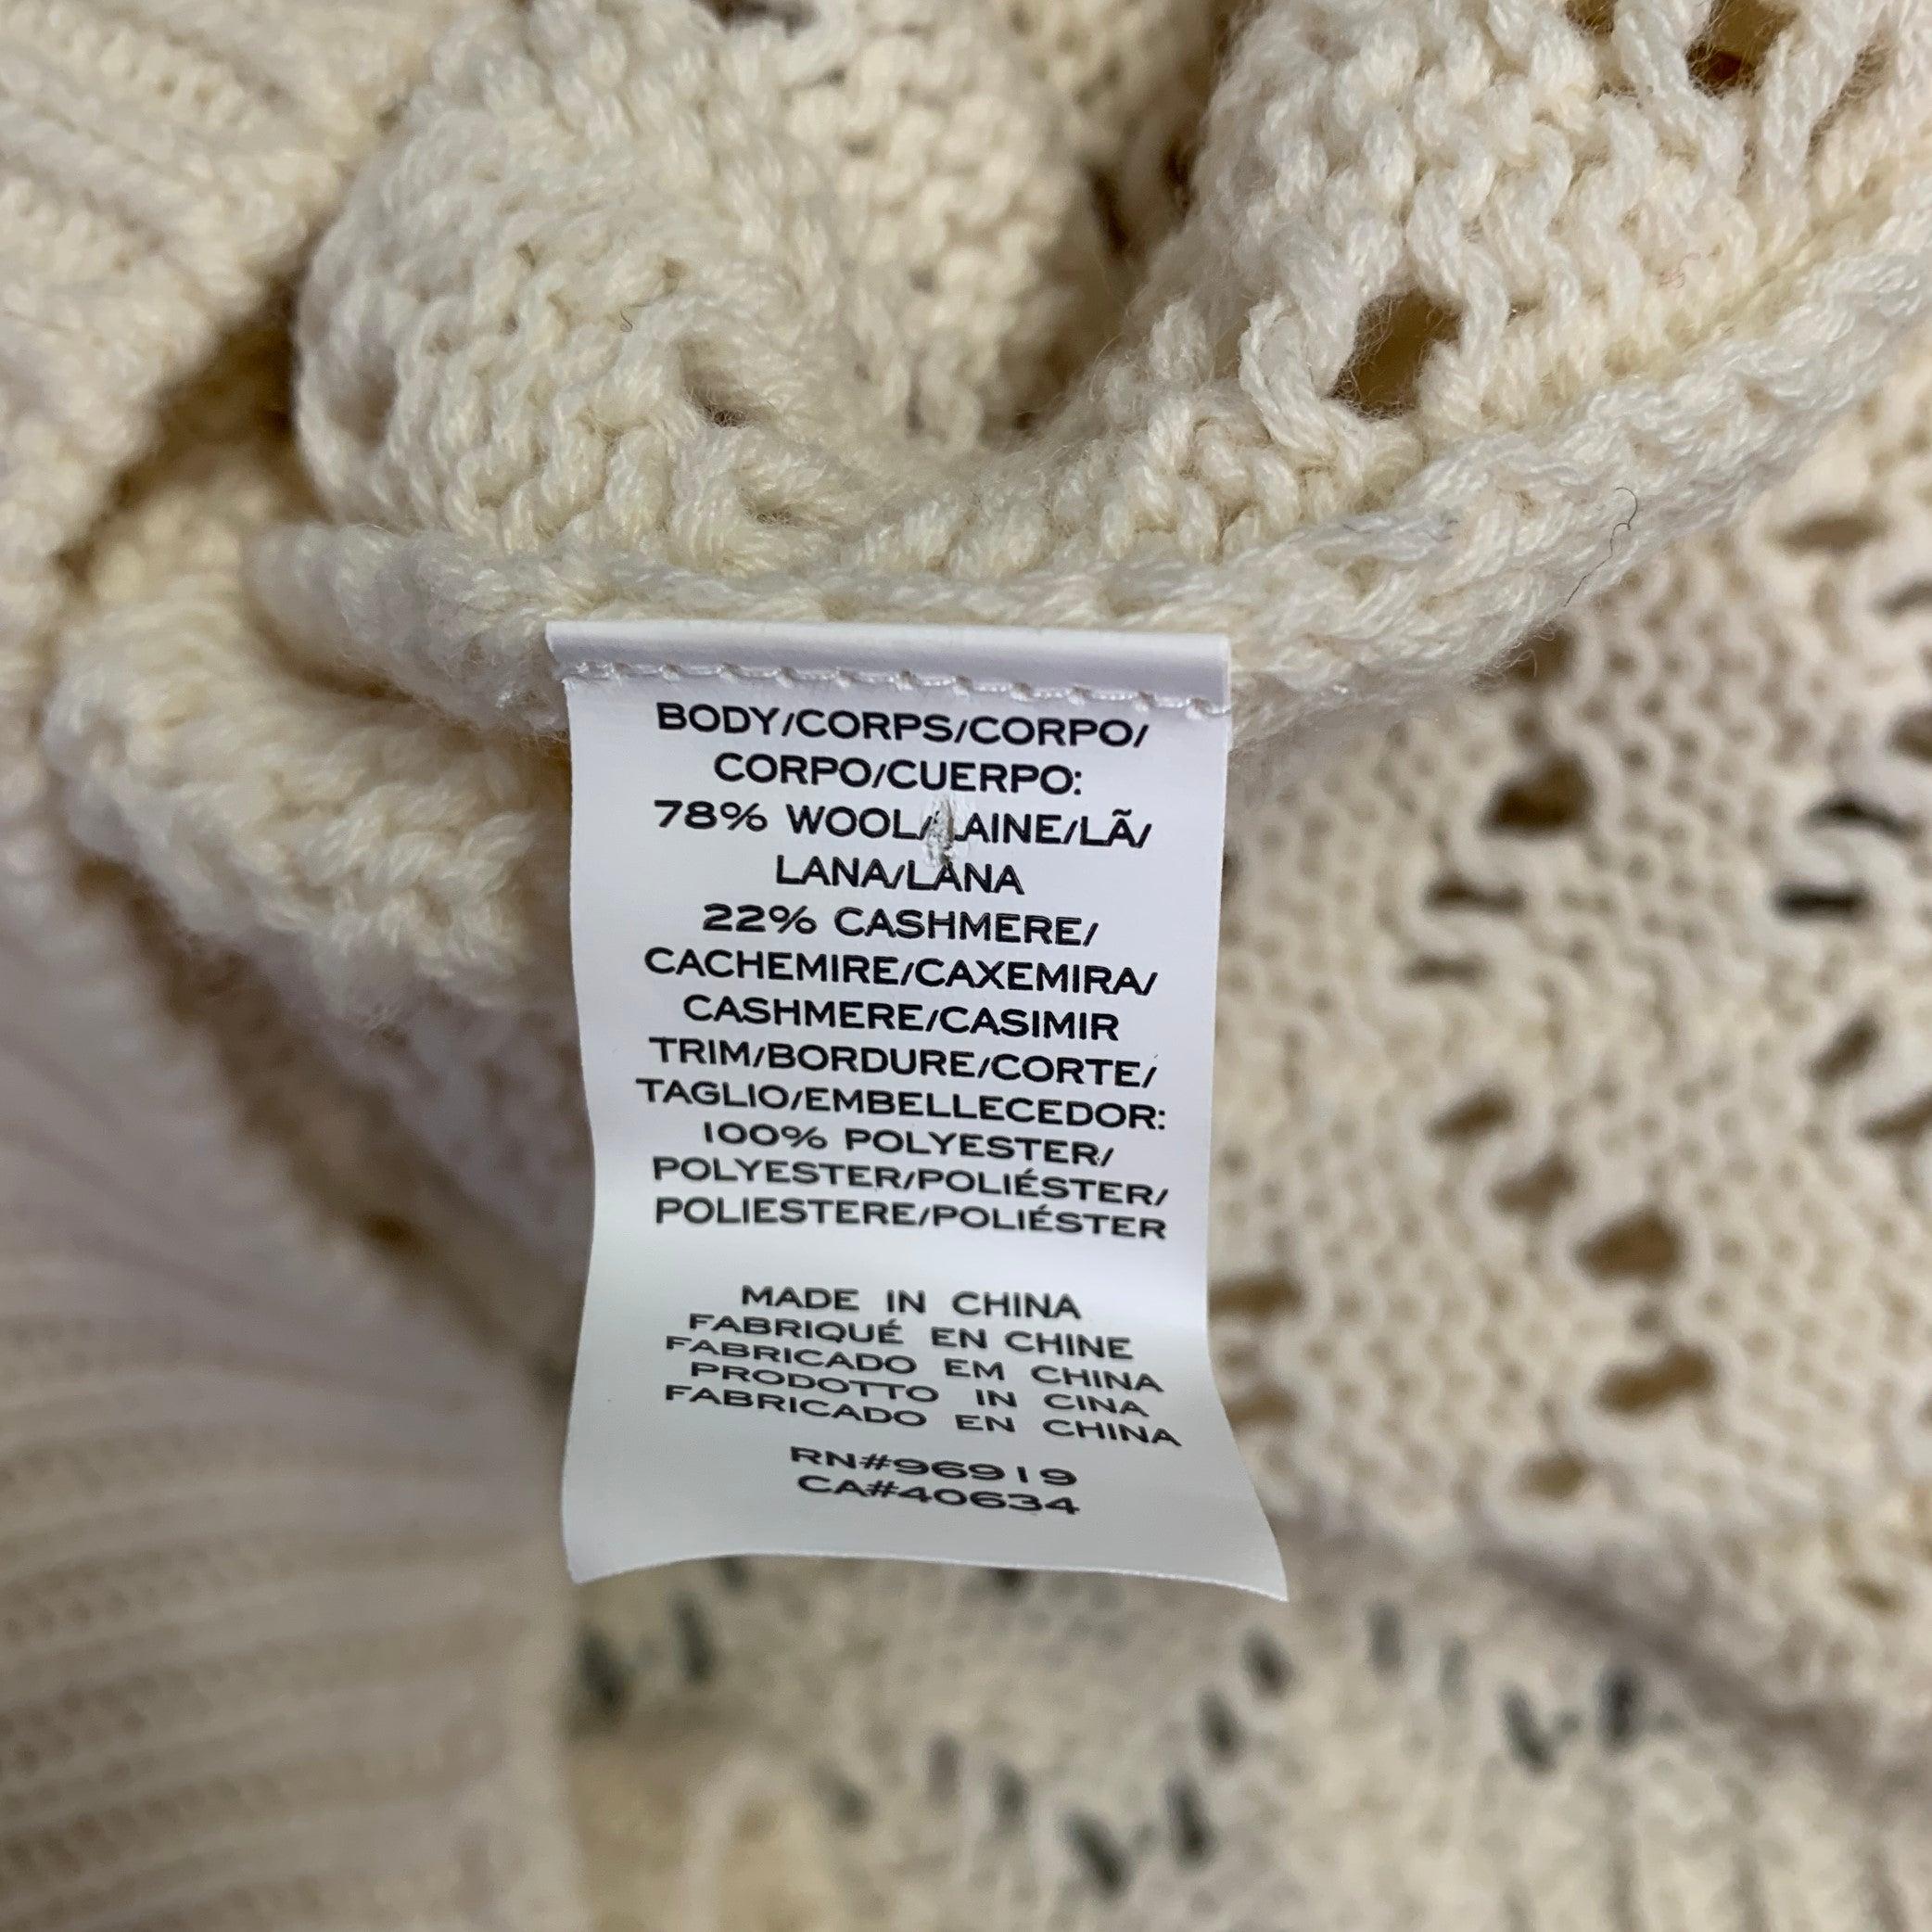 BODY/CORPS/CORPO/
CORPO/CUERPO:
78% WOOL/LAINE/LÃ/
LANA/LANA
22% CASHMERE/
CACHEMIRE/CAXEMIRA/
CASHMERE/CASIMIR
TRIM/BORDURE/CORTE/
TAGLIO/EMBELLECEDOR:
100% POLYESTER/
POLYESTER/POLIÉSTER/
POLIESTERE/POLIÉSTER
MADE IN CHINA
FABRIQUÉ EN CHINE
FABRICADO EM CHINA
PRODOTTO IN CINA
FABRICADO EN CHINA
RN#96919
CA#40634